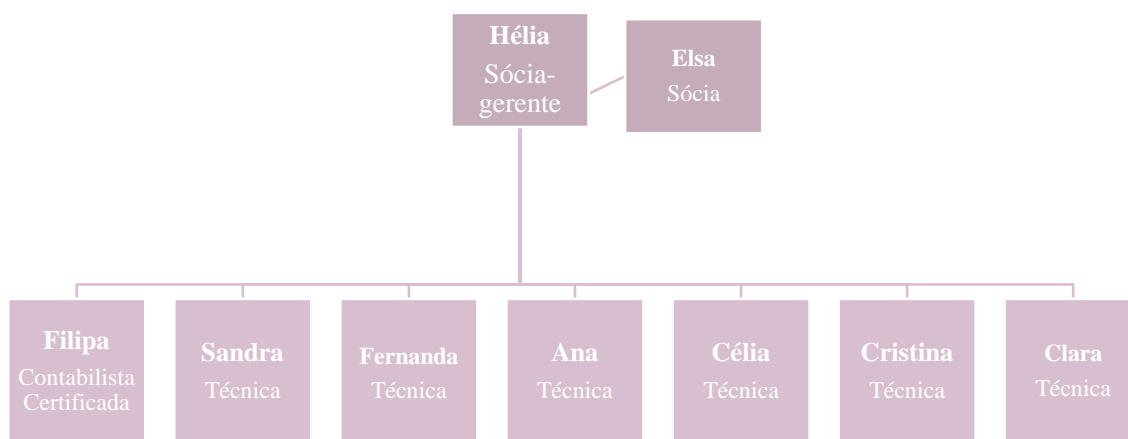 Hélia
Sócia-
gerente
Elsa
Sócia
Filipa
Contabilista
Certificada
Sandra
Técnica
Fernanda
Técnica
Ana
Técnica
Célia
Técnica
Cristina
Técnica
Clara
Técnica